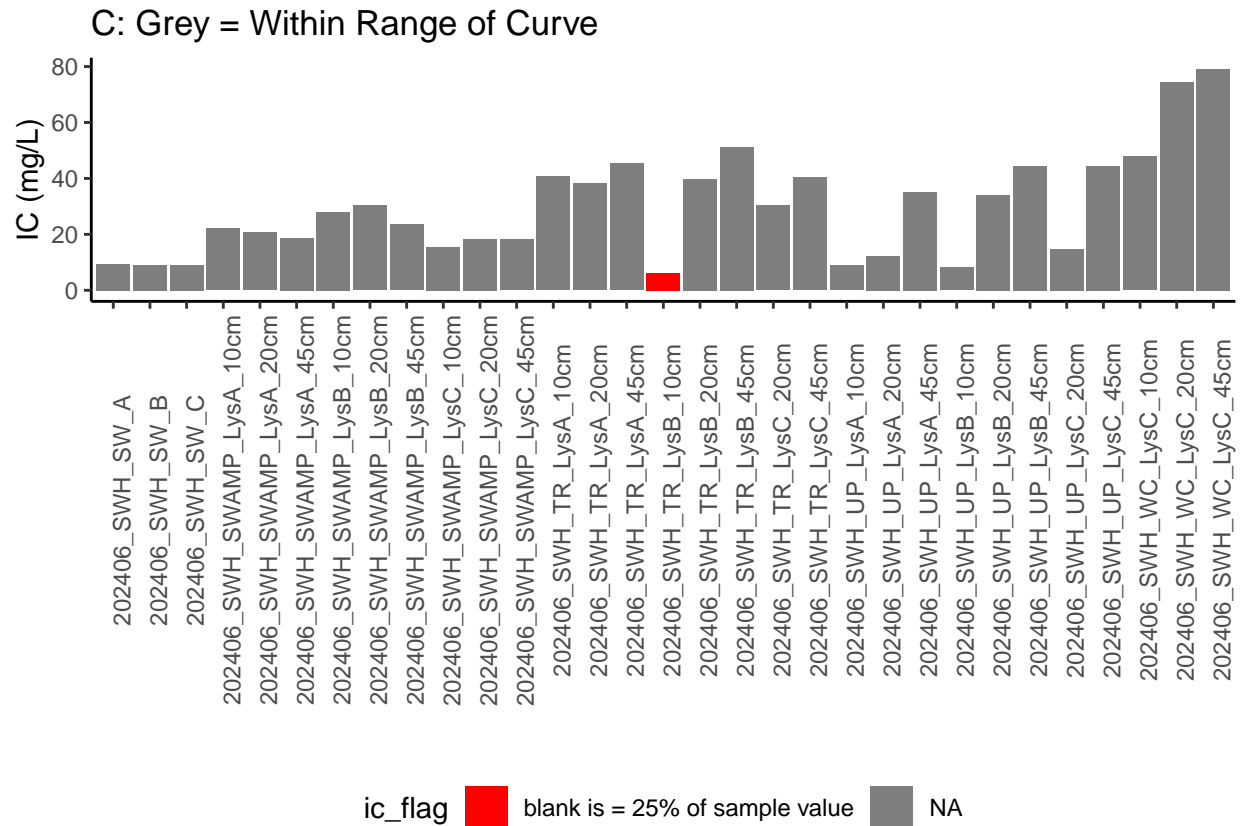 C: Grey = Within Range of Curve
IC (mg/L)
80
60
40
20
0
202406_SWH_SW_A
202406_SWH_SW_B
202406_SWH_SW_C
202406_SWH_SWAMP_LysA_10cm
202406_SWH_SWAMP_LysA_20cm
202406_SWH_SWAMP_LysA_45cm
202406_SWH_SWAMP_LysB_10cm
202406_SWH_SWAMP_LysB_20cm
202406_SWH_SWAMP_LysB_45cm
202406_SWH_SWAMP_LysC_10cm
202406_SWH_SWAMP_LysC_20cm
202406_SWH_SWAMP_LysC_45cm
202406_SWH_TR_LysA_10cm
202406_SWH_TR_LysA_20cm
202406_SWH_TR_LysA_45cm
202406_SWH_TR_LysB_10cm
202406_SWH_TR_LysB_20cm
202406_SWH_TR_LysB_45cm
202406_SWH_TR_LysC_20cm
202406_SWH_TR_LysC_45cm
202406_SWH_UP_LysA_10cm
202406_SWH_UP_LysA_20cm
202406_SWH_UP_LysA_45cm
202406_SWH_UP_LysB_10cm
202406_SWH_UP_LysB_20cm
202406_SWH_UP_LysB_45cm
202406_SWH_UP_LysC_20cm
202406_SWH_UP_LysC_45cm
202406_SWH_WC_LysC_10cm
202406_SWH_WC_LysC_20cm
202406_SWH_WC_LysC_45cm
ic_flag blank is = 25% of sample value NA